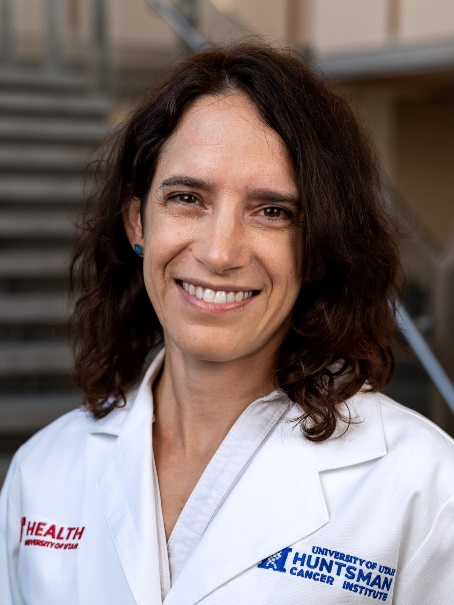 HEALTH
UNIVERSITY OF UTAH
UNIVERSITY OF UTAH
HUNTSMAN
CANCER INSTITUTE